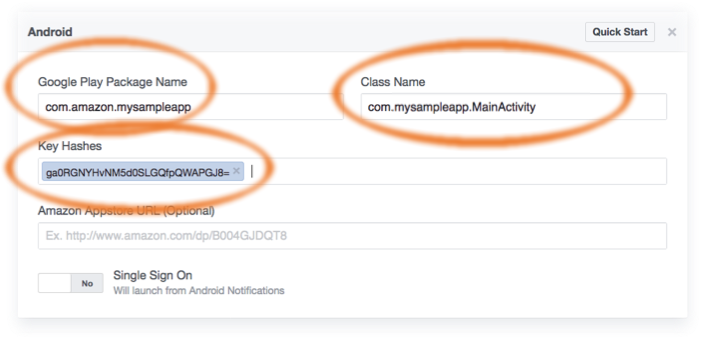 Android
Quick Start ×
Google Play Package Name
Class Name
com.amazon.mysampleapp
com.mysampleapp.MainActivity
Key Hashes
ga0RGNYHvNM5d0SLGQfpQWAPGJ8= ×
Amazon Appstore URL (Optional)
Ex. http://www.amazon.com/dp/B004GJDQT8
No
Single Sign On
Will launch from Android Notifications